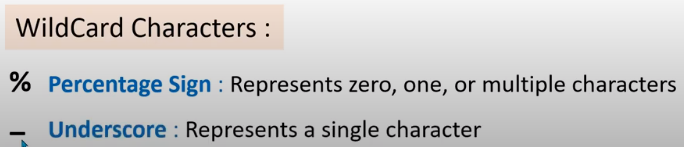 WildCard Characters :
% Percentage Sign : Represents zero, one, or multiple characters
_ Underscore : Represents a single character